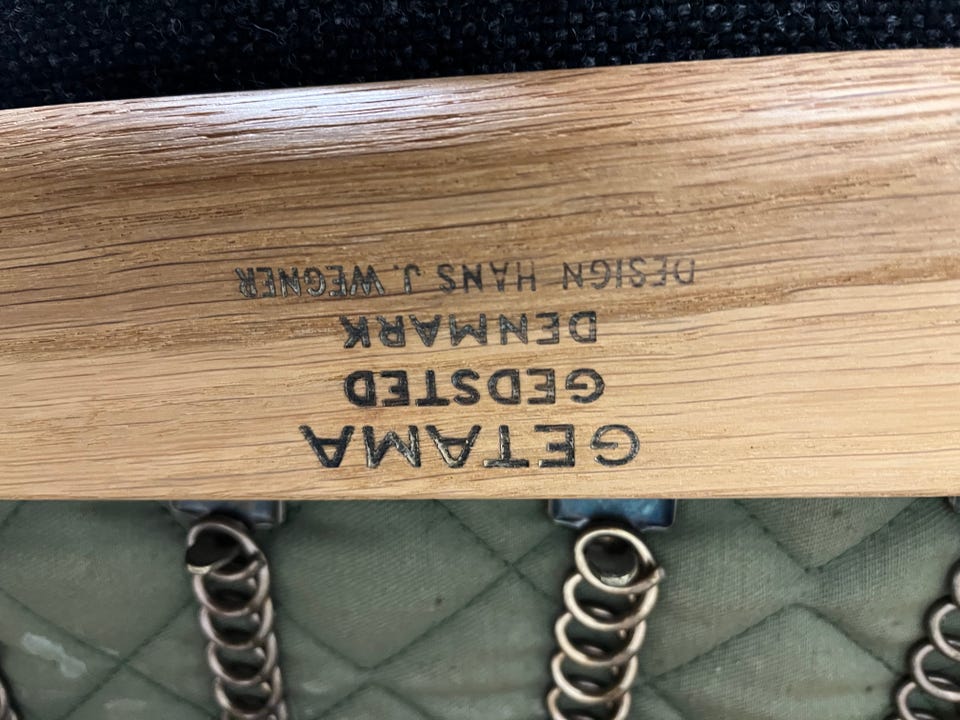 GETAMA
GEDSTED
DENMARK
DESIGN HANS J. WEGNER